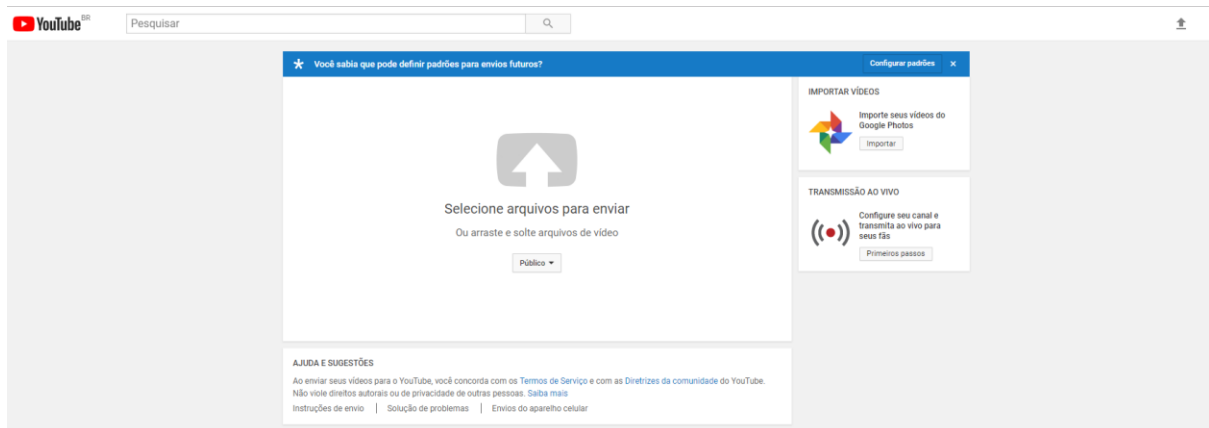 YouTube BR
Pesquisar
Você sabia que pode definir padrões para envios futuros?
Configurar padrões ×
Selecione arquivos para enviar
Ou arraste e solte arquivos de vídeo
Público
IMPORTAR VÍDEOS
Importe seus vídeos do
Google Photos
Importar
TRANSMISSÃO AO VIVO
Configure seu canal e
transmita ao vivo para
seus fãs
Primeiros passos
AJUDA E SUGESTÕES
Ao enviar seus vídeos para o YouTube, você concorda com os Termos de Serviço e com as Diretrizes da comunidade do YouTube.
Não viole direitos autorais ou de privacidade de outras pessoas. Saiba mais
Instruções de envio | Solução de problemas | Envios do aparelho celular